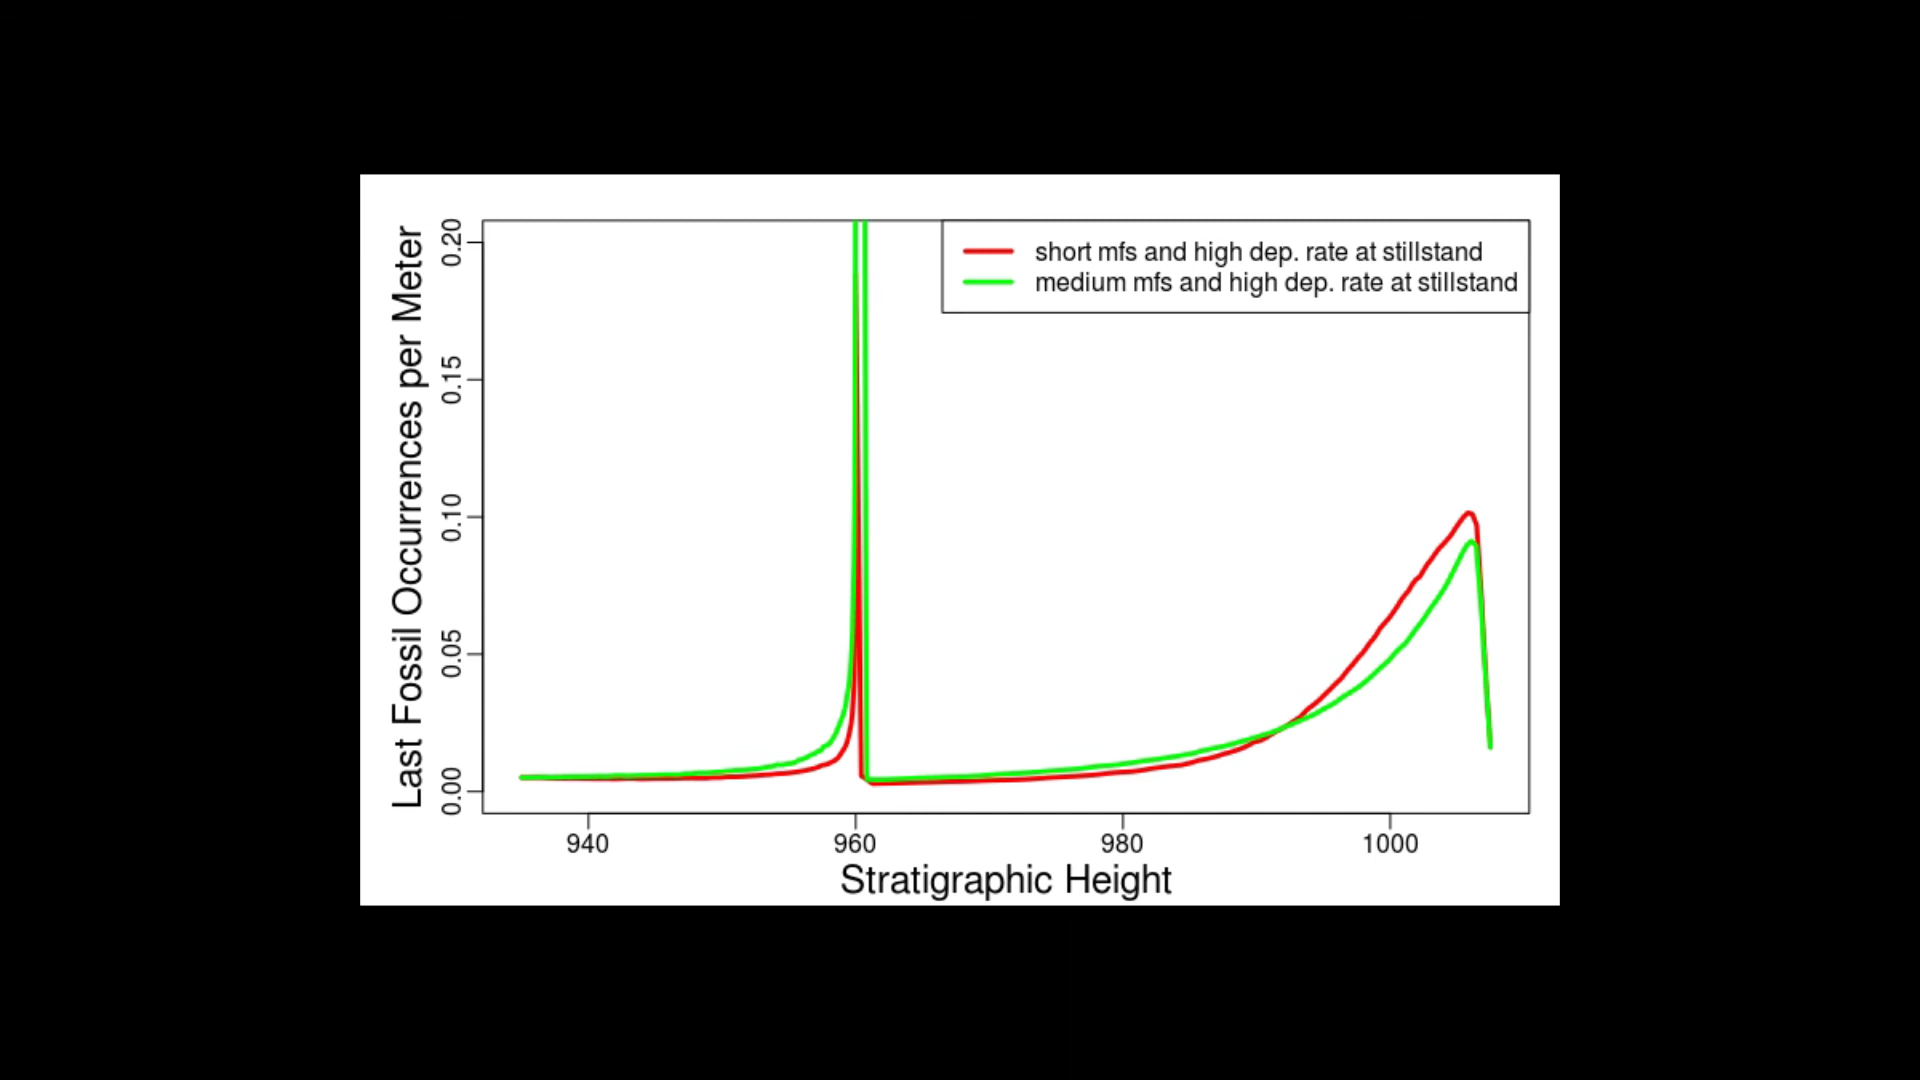 short mfs and high dep. rate at stillstand
medium mfs and high dep. rate at stillstand
Last Fossil Occurrences per Meter
0.20
0.15
0.10
0.05
0.00
940 960 980 1000
Stratigraphic Height